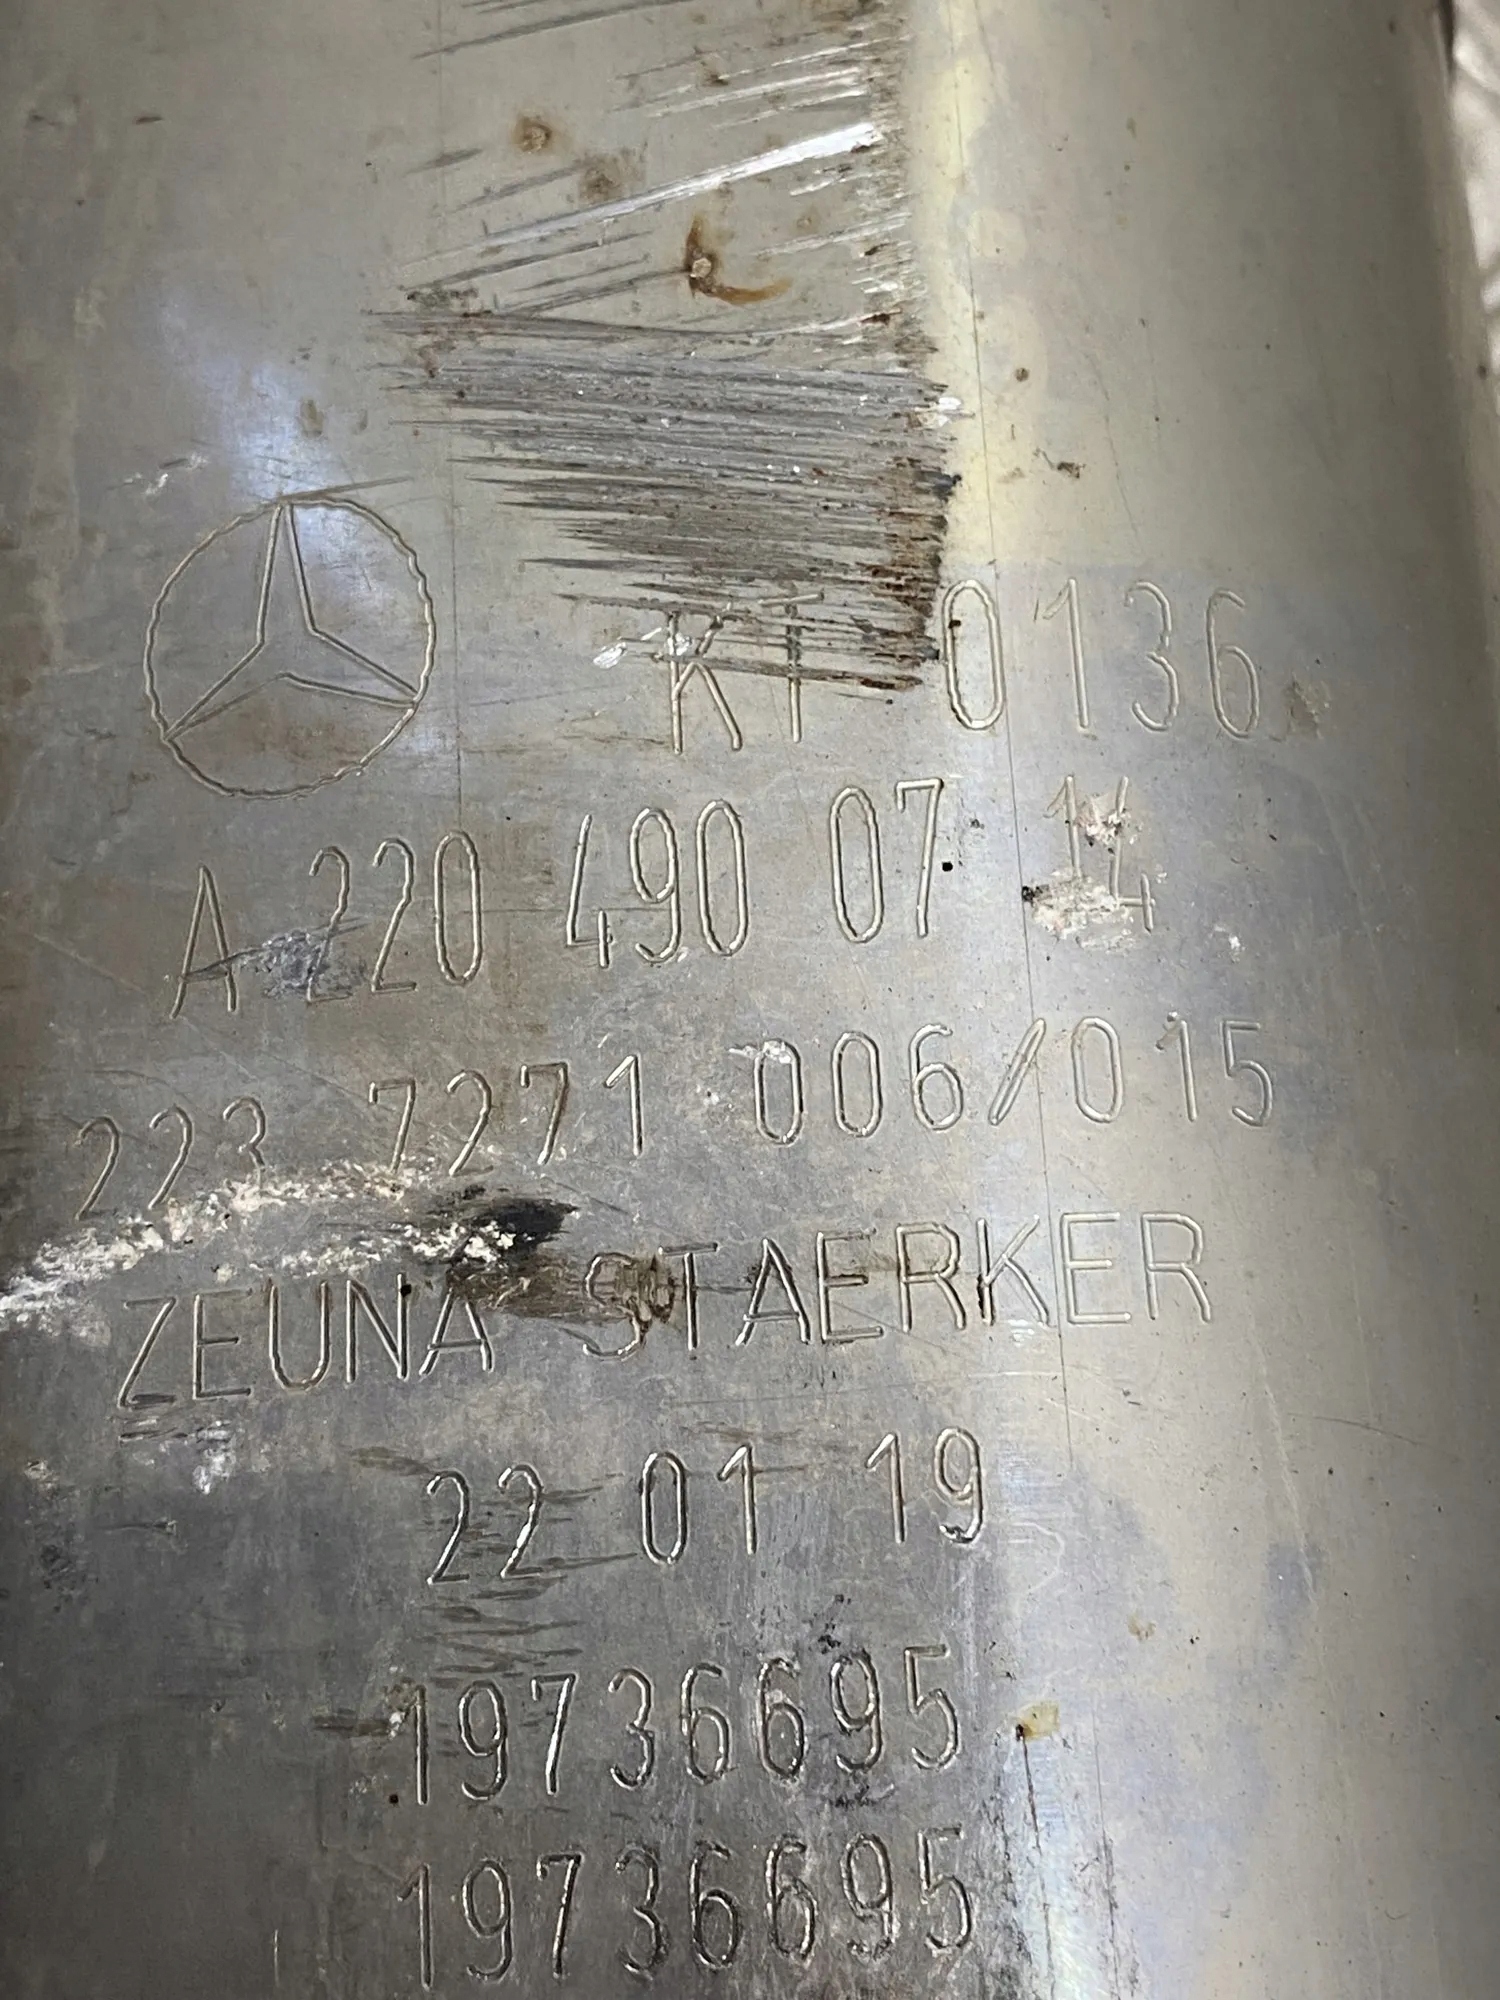 KT 0136
A 220 490 07 14
223 7271 006/015
ZEUNA STAERKER
22 01 19
19736695
19736695